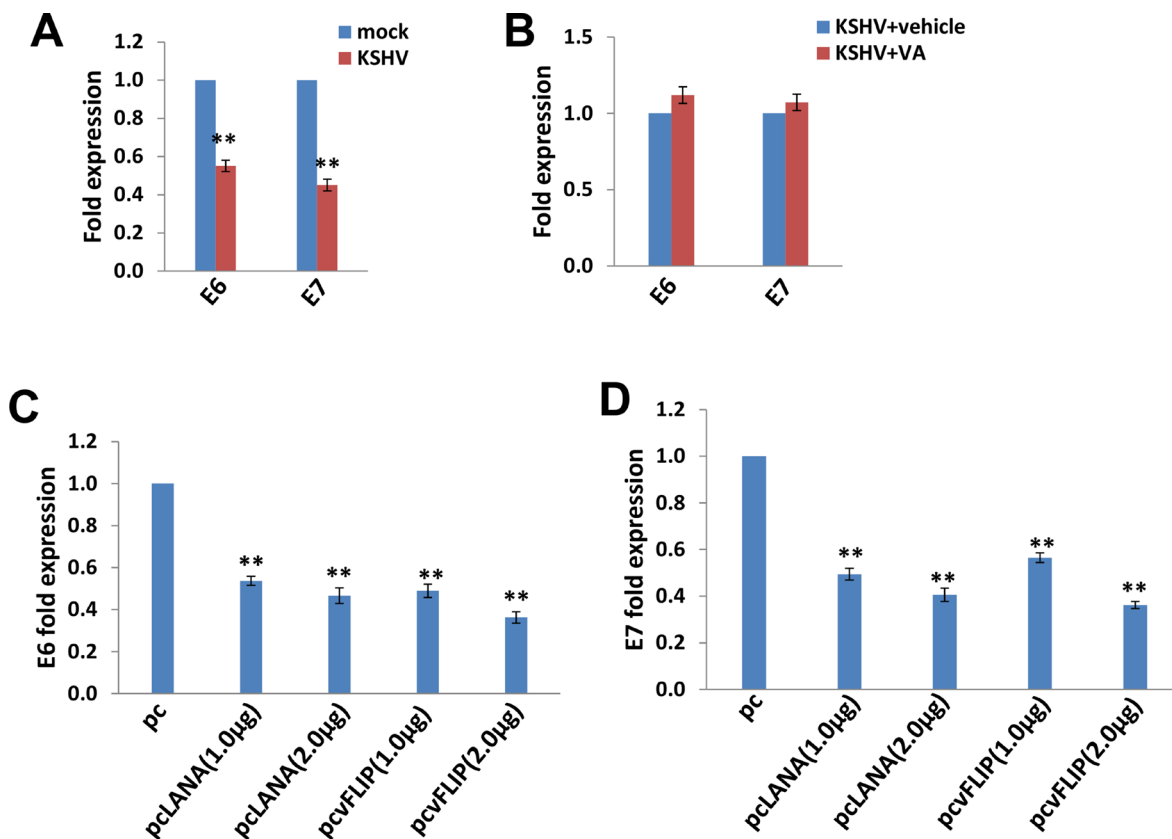 A
mock
KSHV
Fold expression
1.2
1.0
0.8
0.6
0.4
0.2
0.0
**
**
E6
E7
B
KSHV+vehicle
KSHV+VA
Fold expression
1.5
1.0
0.5
0.0
E6
E7
C
E6 fold expression
1.2
1.0
0.8
0.6
0.4
0.2
0.0
**
**
**
**
pc
pcLANA(1.0μg)
pcLANA(2.0μg)
pcvFLIP(1.0μg)
pcvFLIP(2.0μg)
D
E7 fold expression
1.2
1.0
0.8
0.6
0.4
0.2
0.0
**
**
**
**
pc
pcLANA(1.0μg)
pcLANA(2.0μg)
pcvFLIP(1.0μg)
pcvFLIP(2.0μg)